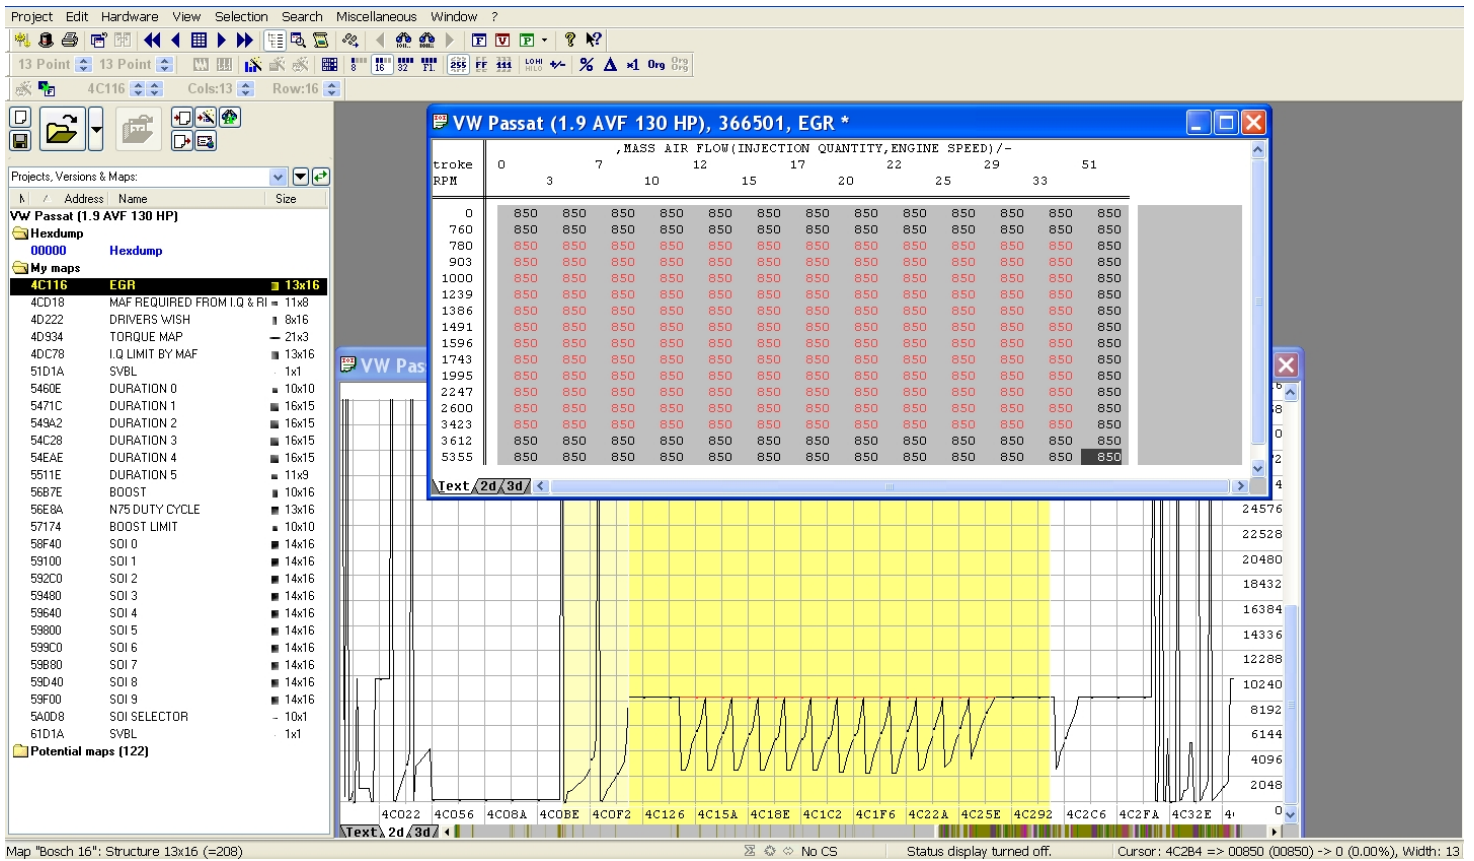 Project Edit Hardware View Selection Search Miscellaneous Window ?
13 Point 13 Point
4C116 Cols:13 Row:16
VW Passat (1.9 AVF 130 HP), 366501, EGR *
,MASS AIR FLOW(INJECTION QUANTITY,ENGINE SPEED)/-
troke 0 7 12 17 22 29 51
RPM 3 10 15 20 25 33
0 850 850 850 850 850 850 850 850 850 850 850 850 850
760 850 850 850 850 850 850 850 850 850 850 850 850 850
780 850 850 850 850 850 850 850 850 850 850 850 850 850
903 850 850 850 850 850 850 850 850 850 850 850 850 850
1000 850 850 850 850 850 850 850 850 850 850 850 850 850
1239 850 850 850 850 850 850 850 850 850 850 850 850 850
1386 850 850 850 850 850 850 850 850 850 850 850 850 850
1491 850 850 850 850 850 850 850 850 850 850 850 850 850
1596 850 850 850 850 850 850 850 850 850 850 850 850 850
1743 850 850 850 850 850 850 850 850 850 850 850 850 850
1995 850 850 850 850 850 850 850 850 850 850 850 850 850
2247 850 850 850 850 850 850 850 850 850 850 850 850 850
2600 850 850 850 850 850 850 850 850 850 850 850 850 850
3423 850 850 850 850 850 850 850 850 850 850 850 850 850
3612 850 850 850 850 850 850 850 850 850 850 850 850 850
5355 850 850 850 850 850 850 850 850 850 850 850 850 850
Text 2d 3d
Projects, Versions & Maps:
Address Name Size
VW Passat (1.9 AVF 130 HP)
Hexdump
00000 Hexdump
My maps
4C116 EGR 13x16
4CD18 MAF REQUIRED FROM I.Q & RI 11x8
4D222 DRIVERS WISH 8x16
4D934 TORQUE MAP 21x3
4DC78 I.Q LIMIT BY MAF 13x16
51D1A SVBL 1x1
5460E DURATION 0 10x10
5471C DURATION 1 16x15
549A2 DURATION 2 16x15
54C28 DURATION 3 16x15
54EAE DURATION 4 16x15
5511E DURATION 5 11x9
56B7E BOOST 10x16
56E8A N75 DUTY CYCLE 13x16
57174 BOOST LIMIT 10x10
58F40 SOI 0 14x16
59100 SOI 1 14x16
592C0 SOI 2 14x16
59480 SOI 3 14x16
59640 SOI 4 14x16
59800 SOI 5 14x16
599C0 SOI 6 14x16
59B80 SOI 7 14x16
59D40 SOI 8 14x16
59F00 SOI 9 14x16
5A0D8 SOI SELECTOR 10x1
61D1A SVBL 1x1
Potential maps (122)
VW Pas
24576
22528
20480
18432
16384
14336
12288
10240
8192
6144
4096
2048
0
4C022 4C056 4C08A 4C0BE 4C0F2 4C126 4C15A 4C18E 4C1C2 4C1F6 4C22A 4C25E 4C292 4C2C6 4C2FA 4C32E
Text 2d 3d
Map "Bosch 16": Structure 13x16 (=208) No CS Status display turned off. Cursor: 4C2B4 => 00850 (00850) -> 0 (0.00%), Width: 13